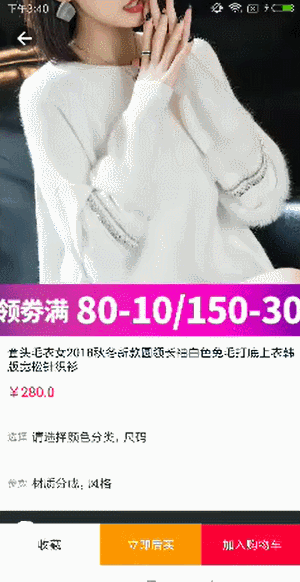 下午3:40
领劵满 80-10/150-30
套头毛衣女2018秋冬新款圆领长袖白色兔毛打底上衣韩
版宽松针织衫
￥280.0
选择 请选择颜色分类, 尺码
参数 材质分成, 风格
收藏 立即购买 加入购物车